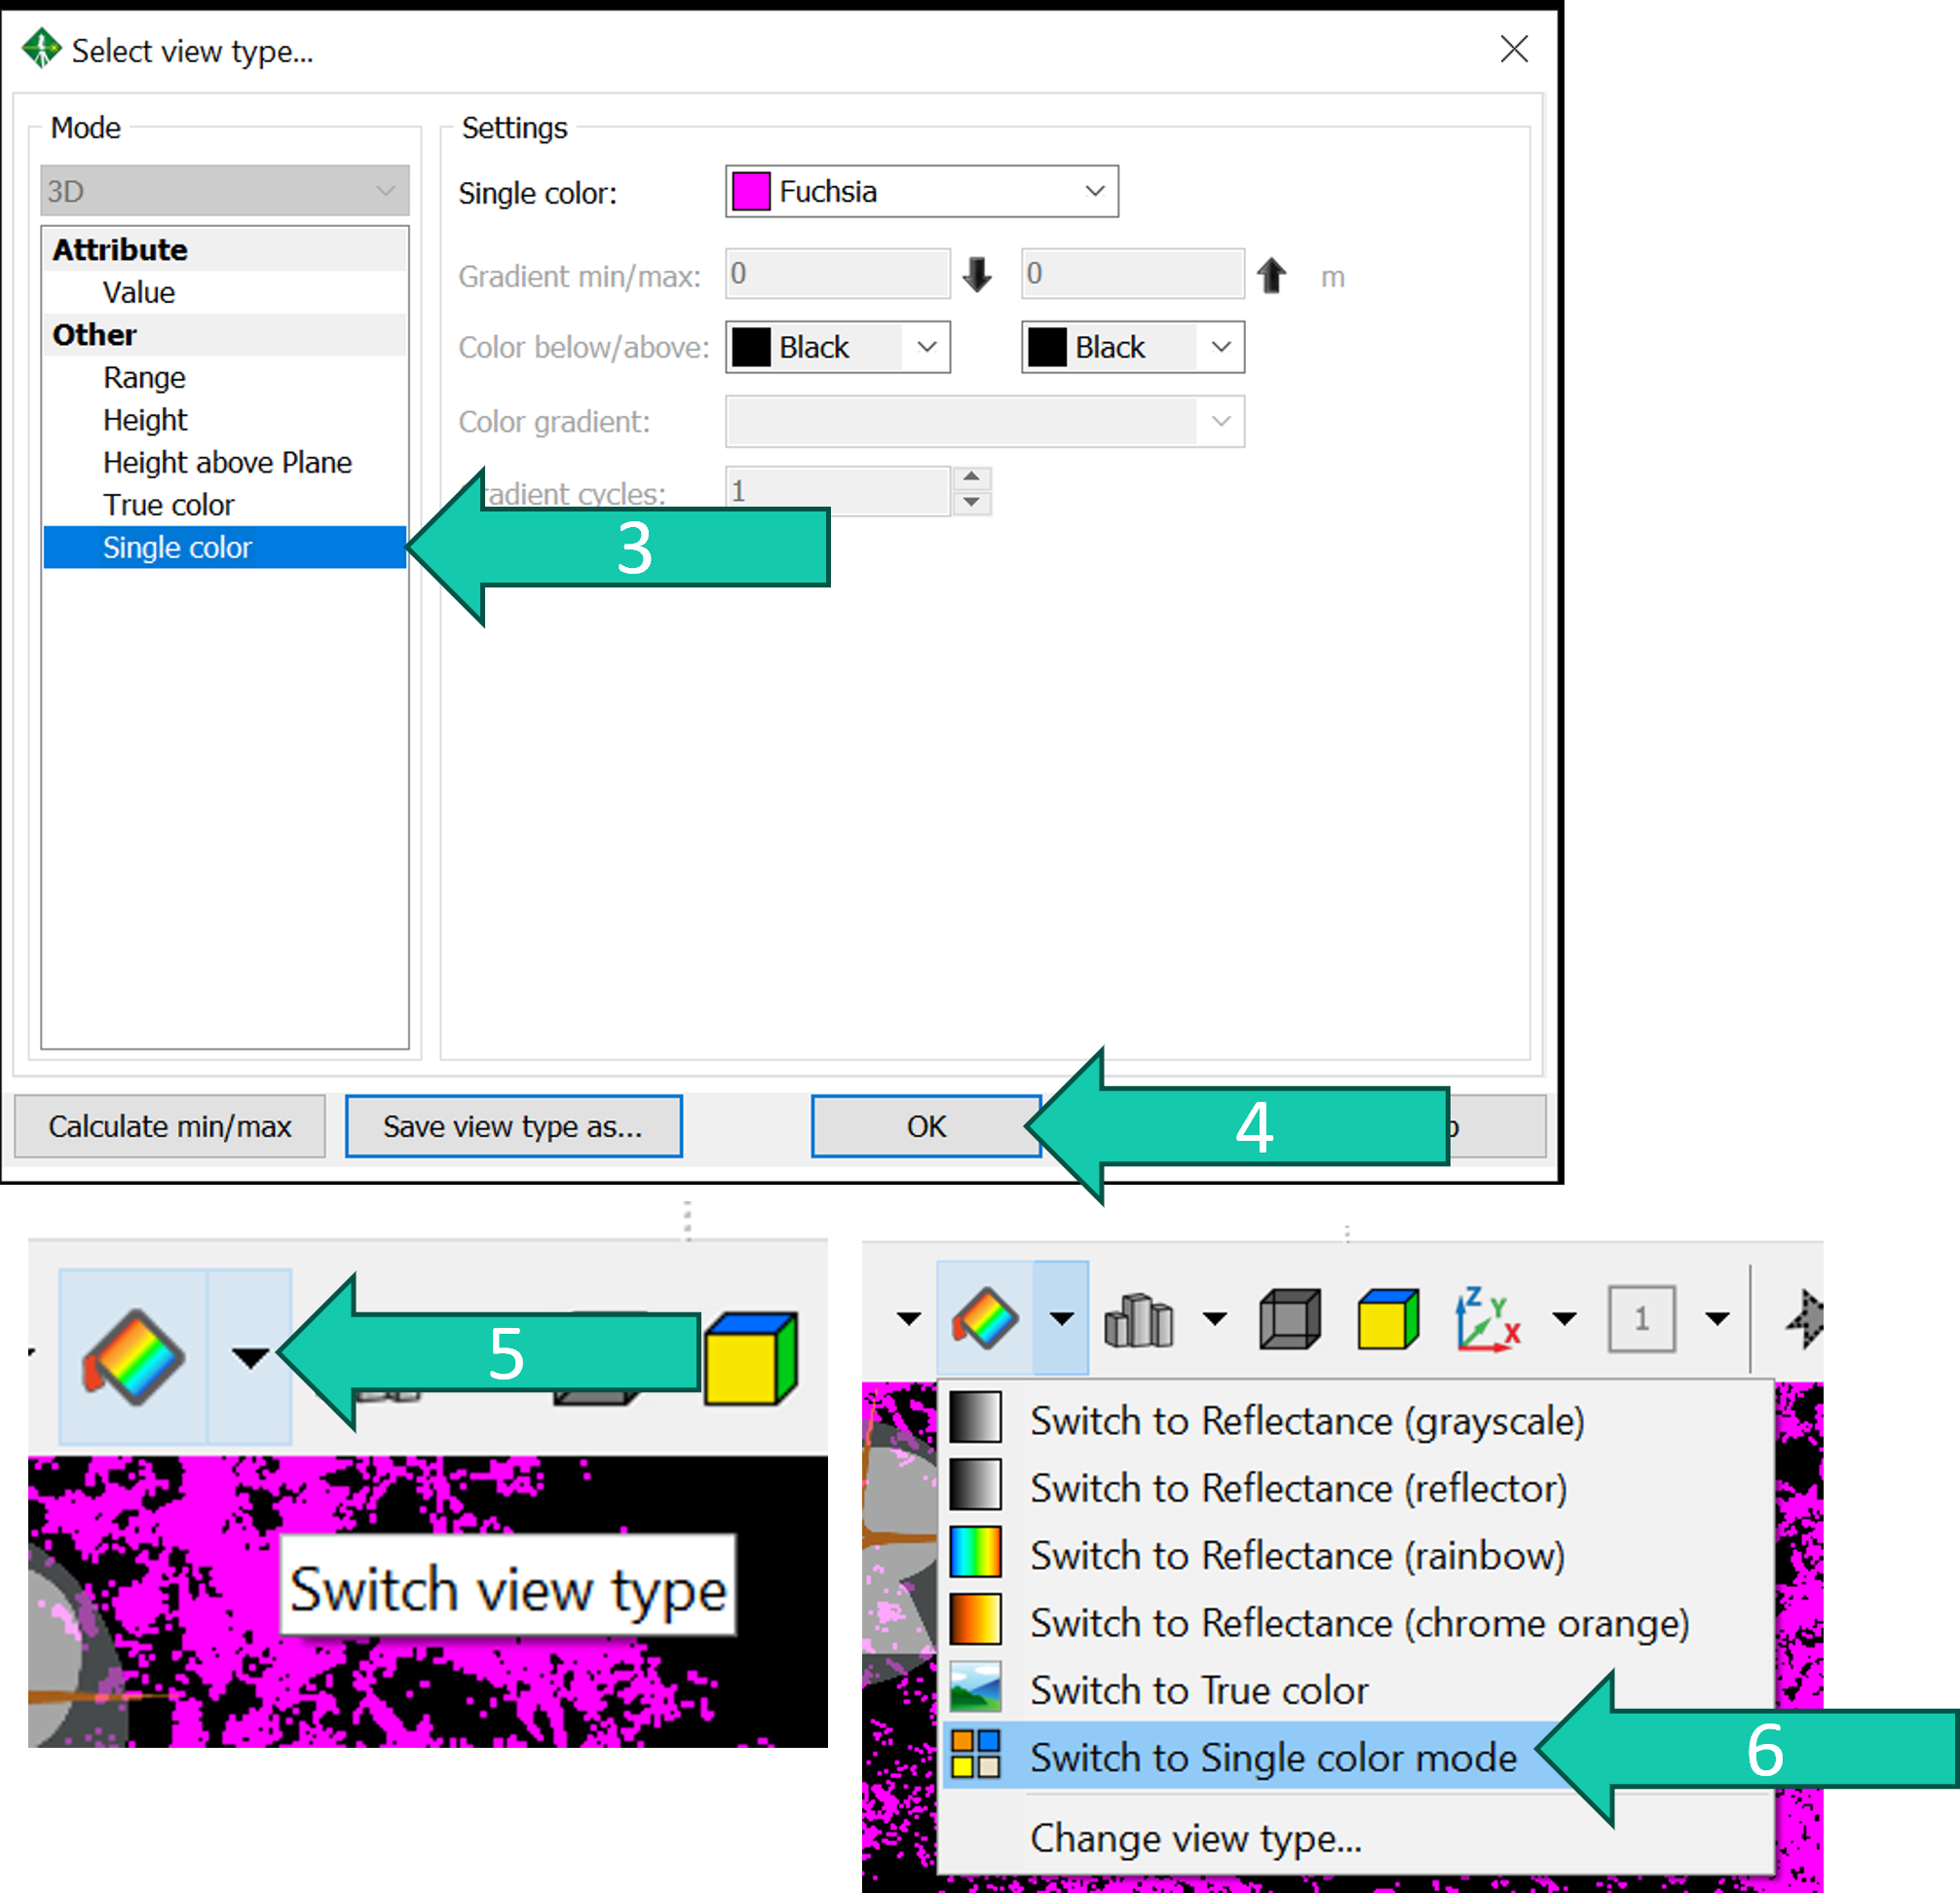 Select view type...
Mode
Settings
3D
Single color:
Fuchsia
Attribute
Value
Gradient min/max:
0
0
m
Other
Color below/above:
Black
Black
Range
Height
Color gradient:
Height above Plane
True color
radient cycles:
1
Single color
3
Calculate min/max
Save view type as...
OK
4
5
Switch view type
Z
Y
X
1
Switch to Reflectance (grayscale)
Switch to Reflectance (reflector)
Switch to Reflectance (rainbow)
Switch to Reflectance (chrome orange)
Switch to True color
Switch to Single color mode
6
Change view type...